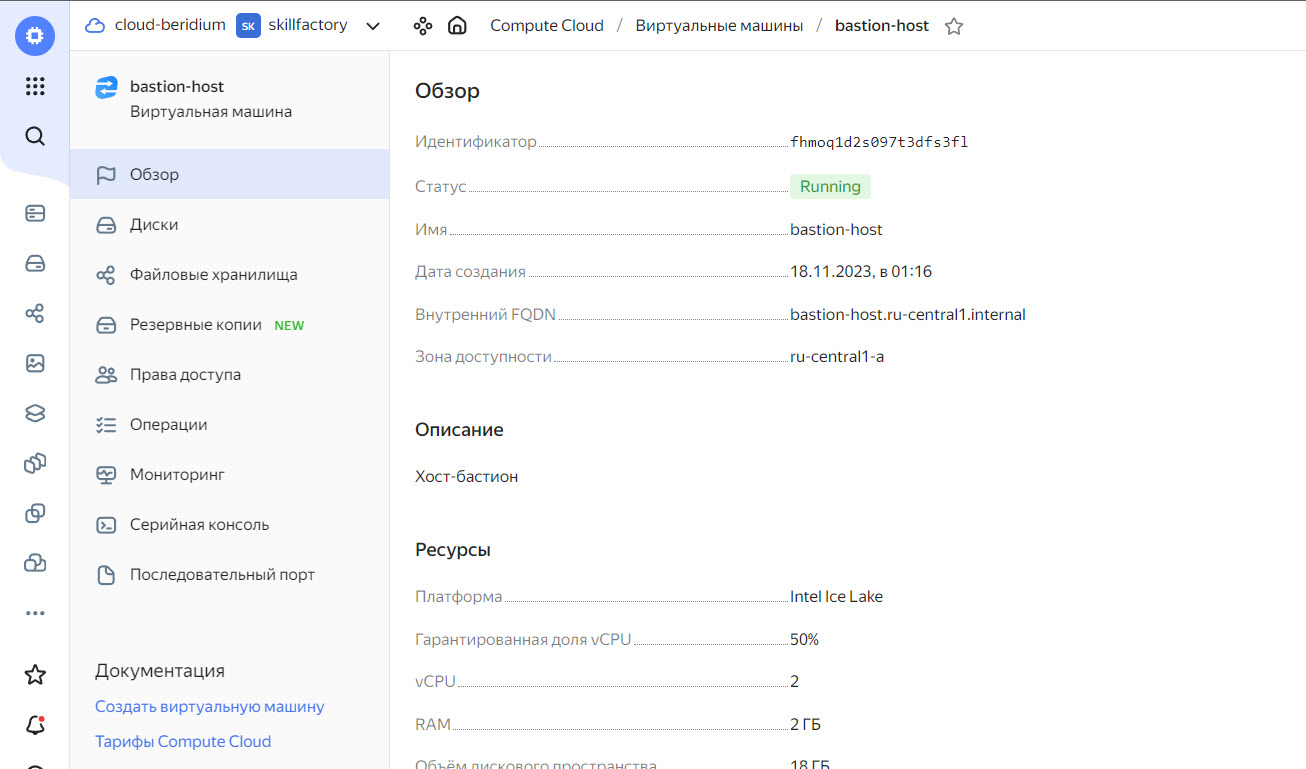 cloud-beridium SK skillfactory Compute Cloud / Виртуальные машины / bastion-host
bastion-host
Виртуальная машина
Обзор
Диски
Файловые хранилища
Резервные копии NEW
Права доступа
Операции
Мониторинг
Серийная консоль
Последовательный порт
Документация
Создать виртуальную машину
Тарифы Compute Cloud
Обзор
Идентификатор fhmoq1d2s097t3dfs3fl
Статус Running
Имя bastion-host
Дата создания 18.11.2023, в 01:16
Внутренний FQDN bastion-host.ru-central1.internal
Зона доступности ru-central1-a
Описание
Хост-бастион
Ресурсы
Платформа Intel Ice Lake
Гарантированная доля vCPU 50%
vCPU 2
RAM 2 ГБ
Объём дискового пространства 18 ГБ